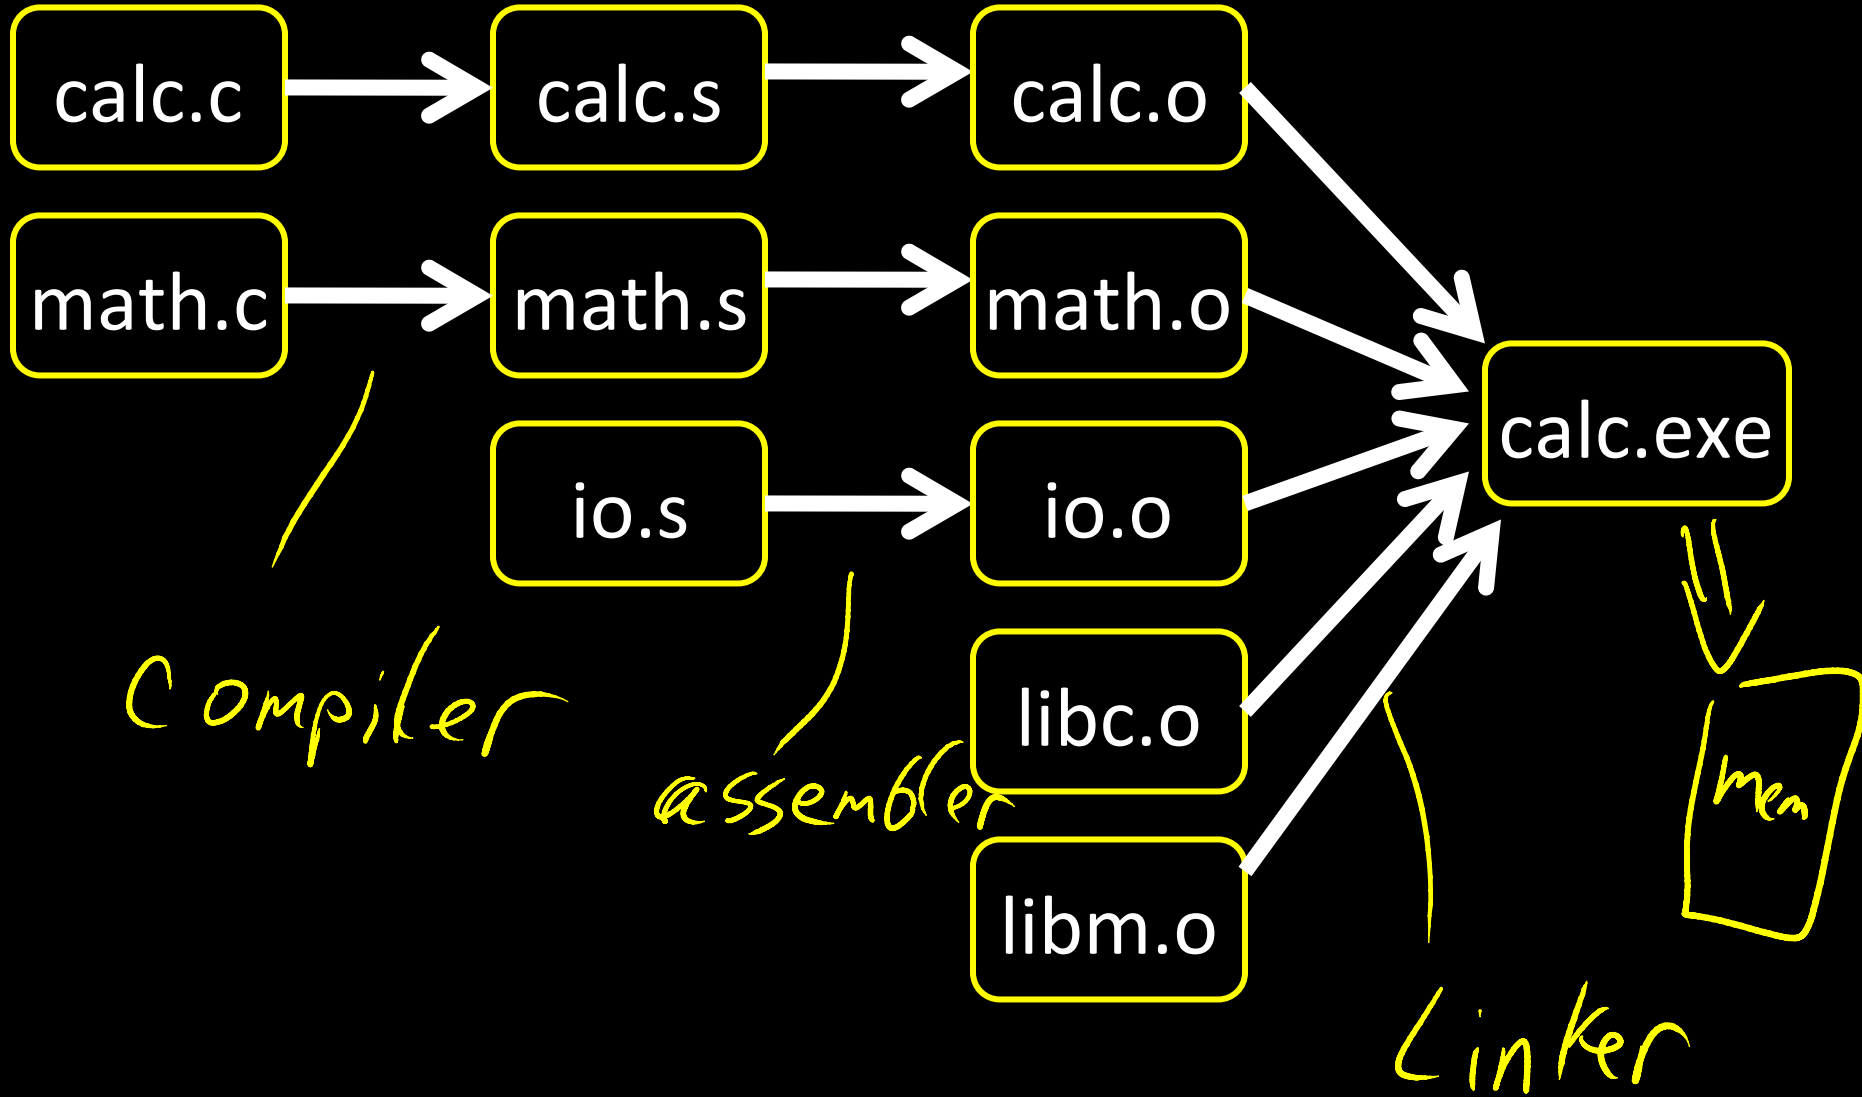 calc.c
calc.s
calc.o
math.c
math.s
math.o
calc.exe
io.s
io.o
Compiler
assembler
libc.o
mem
libm.o
Linker